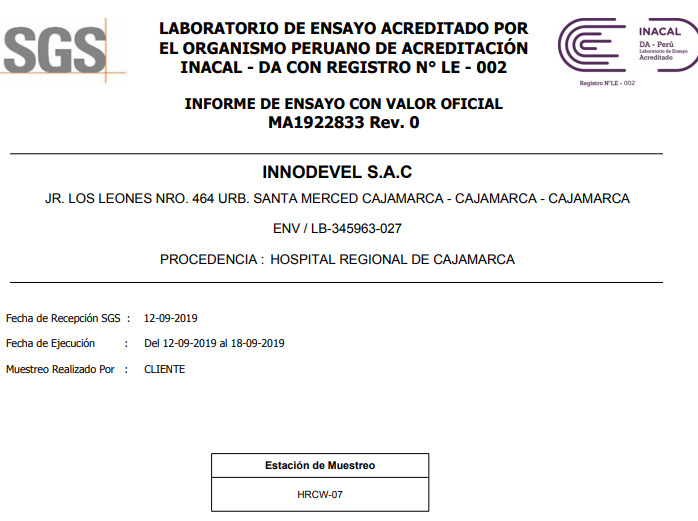 SGS
LABORATORIO DE ENSAYO ACREDITADO POR
EL ORGANISMO PERUANO DE ACREDITACIÓN
INACAL - DA CON REGISTRO N° LE - 002
INACAL
DA - Perú
Laboratorio de Ensayo
Acreditado
Registro N°LE - 002
INFORME DE ENSAYO CON VALOR OFICIAL
MA1922833 Rev. 0
INNODEVEL S.A.C
JR. LOS LEONES NRO. 464 URB. SANTA MERCED CAJAMARCA - CAJAMARCA - CAJAMARCA
ENV / LB-345963-027
PROCEDENCIA : HOSPITAL REGIONAL DE CAJAMARCA
Fecha de Recepción SGS : 12-09-2019
Fecha de Ejecución : Del 12-09-2019 al 18-09-2019
Muestreo Realizado Por : CLIENTE
Estación de Muestreo
HRCW-07